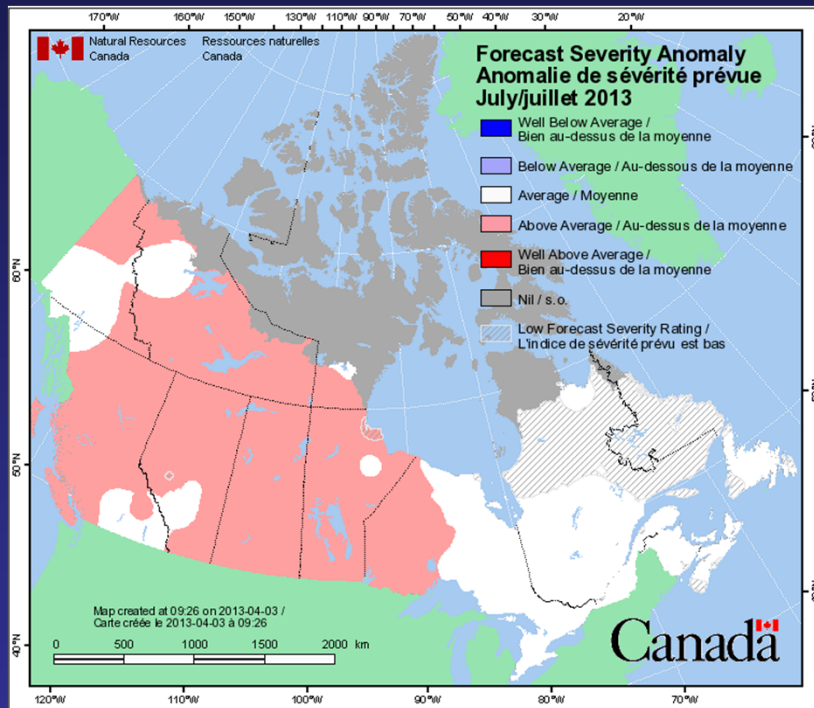 170°W 160°W 150°W 130°W 110°W 90°W 80°W 70°W 60°W 50°W 40°W 30°W 20°W
Natural Resources Ressources naturelles
Canada Canada
Forecast Severity Anomaly
Anomalie de sévérité prévue
July/juillet 2013
Well Below Average /
Bien au-dessus de la moyenne
Below Average / Au-dessous de la moyenne
Average / Moyenne
Above Average / Au-dessus de la moyenne
Well Above Average /
Bien au-dessus de la moyenne
Nil / s.o.
Low Forecast Severity Rating /
L'indice de sévérité prévu est bas
60°N
50°N
40°N
Map created at 09:26 on 2013-04-03 /
Carte créée le 2013-04-03 à 09:26
0 500 1000 1500 2000 km
Canada
120°W 110°W 100°W 90°W 80°W 70°W